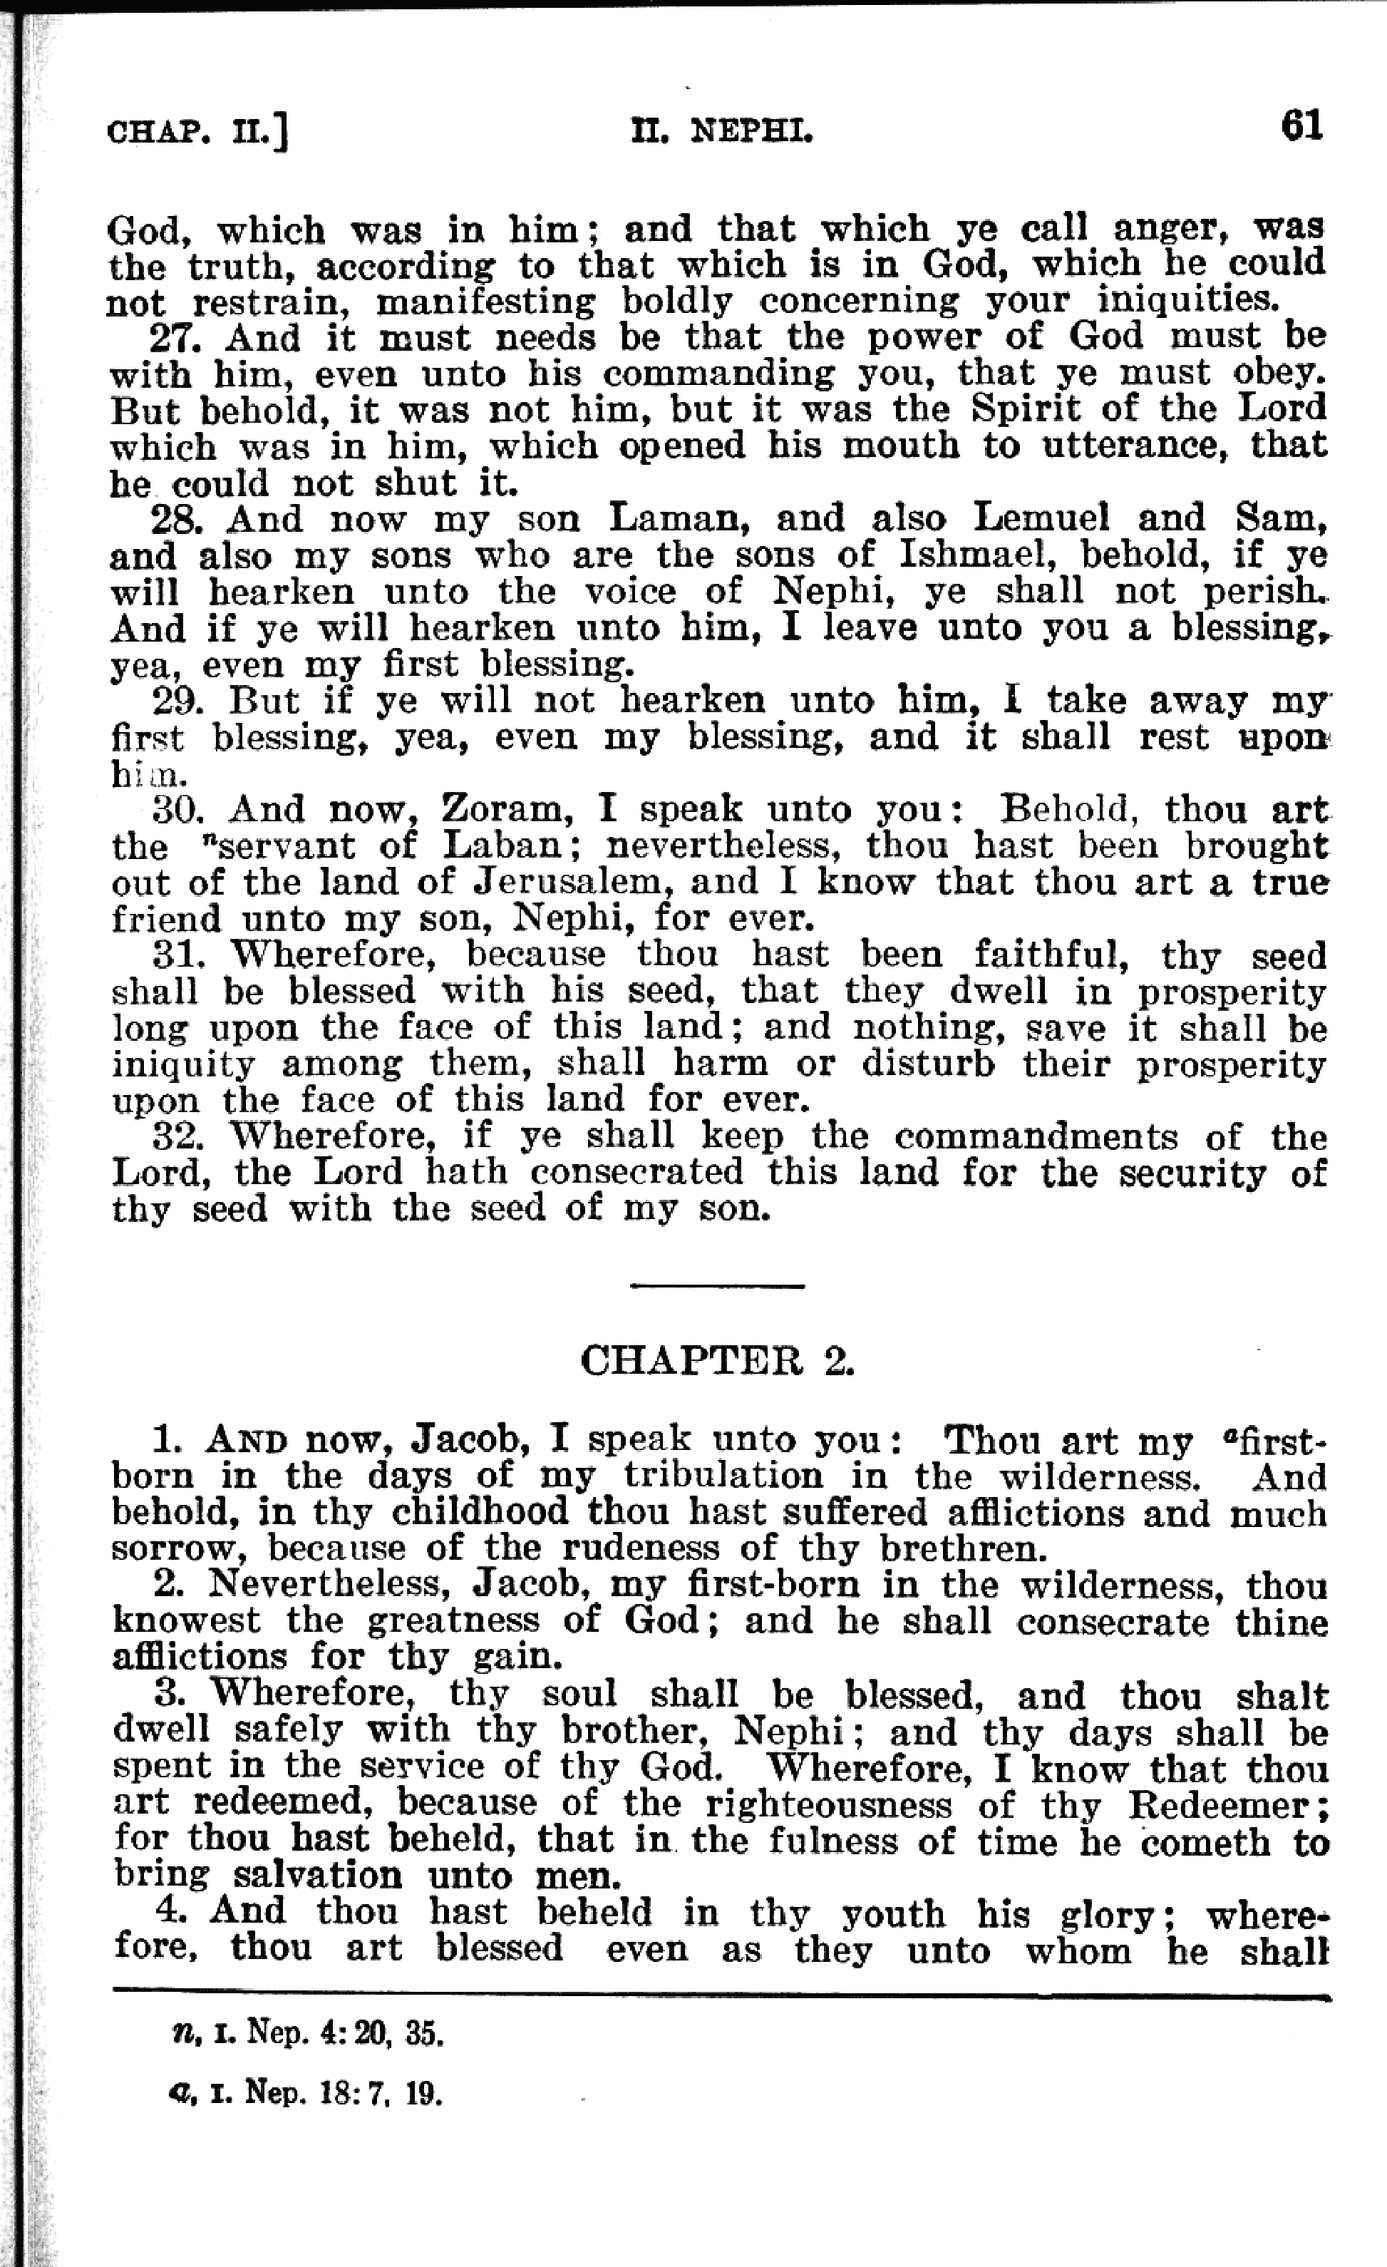 CHAP. II.] II. NEPHI. 61
God, which was in him; and that which ye call anger, was
the truth, according to that which is in God, which he could
not restrain, manifesting boldly concerning your iniquities.
27. And it must needs be that the power of God must be
with him, even unto his commanding you, that ye must obey.
But behold, it was not him, but it was the Spirit of the Lord
which was in him, which opened his mouth to utterance, that
he could not shut it.
28. And now my son Laman, and also Lemuel and Sam,
and also my sons who are the sons of Ishmael, behold, if ye
will hearken unto the voice of Nephi, ye shall not perish.
And if ye will hearken unto him, I leave unto you a blessing,
yea, even my first blessing.
29. But if ye will not hearken unto him, I take away my
first blessing, yea, even my blessing, and it shall rest upon
him.
30. And now, Zoram, I speak unto you: Behold, thou art
the ⁿservant of Laban; nevertheless, thou hast been brought
out of the land of Jerusalem, and I know that thou art a true
friend unto my son, Nephi, for ever.
31. Wherefore, because thou hast been faithful, thy seed
shall be blessed with his seed, that they dwell in prosperity
long upon the face of this land; and nothing, save it shall be
iniquity among them, shall harm or disturb their prosperity
upon the face of this land for ever.
32. Wherefore, if ye shall keep the commandments of the
Lord, the Lord hath consecrated this land for the security of
thy seed with the seed of my son.
CHAPTER 2.
1. AND now, Jacob, I speak unto you: Thou art my ᵃfirst-
born in the days of my tribulation in the wilderness. And
behold, in thy childhood thou hast suffered afflictions and much
sorrow, because of the rudeness of thy brethren.
2. Nevertheless, Jacob, my first-born in the wilderness, thou
knowest the greatness of God; and he shall consecrate thine
afflictions for thy gain.
3. Wherefore, thy soul shall be blessed, and thou shalt
dwell safely with thy brother, Nephi; and thy days shall be
spent in the service of thy God. Wherefore, I know that thou
art redeemed, because of the righteousness of thy Redeemer;
for thou hast beheld, that in the fulness of time he cometh to
bring salvation unto men.
4. And thou hast beheld in thy youth his glory; where-
fore, thou art blessed even as they unto whom he shall
n, I. Nep. 4: 20, 35.
a, I. Nep. 18: 7, 19.